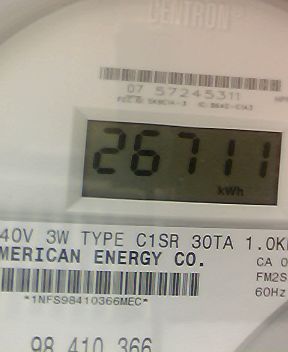 CENTRON
07 57245311
26711
kWh
40V 3W TYPE C1SR 30TA 1.0K
MERICAN ENERGY CO.
CA 0
FM2S
60Hz
*1NFS98410366MEC*
98 410 366